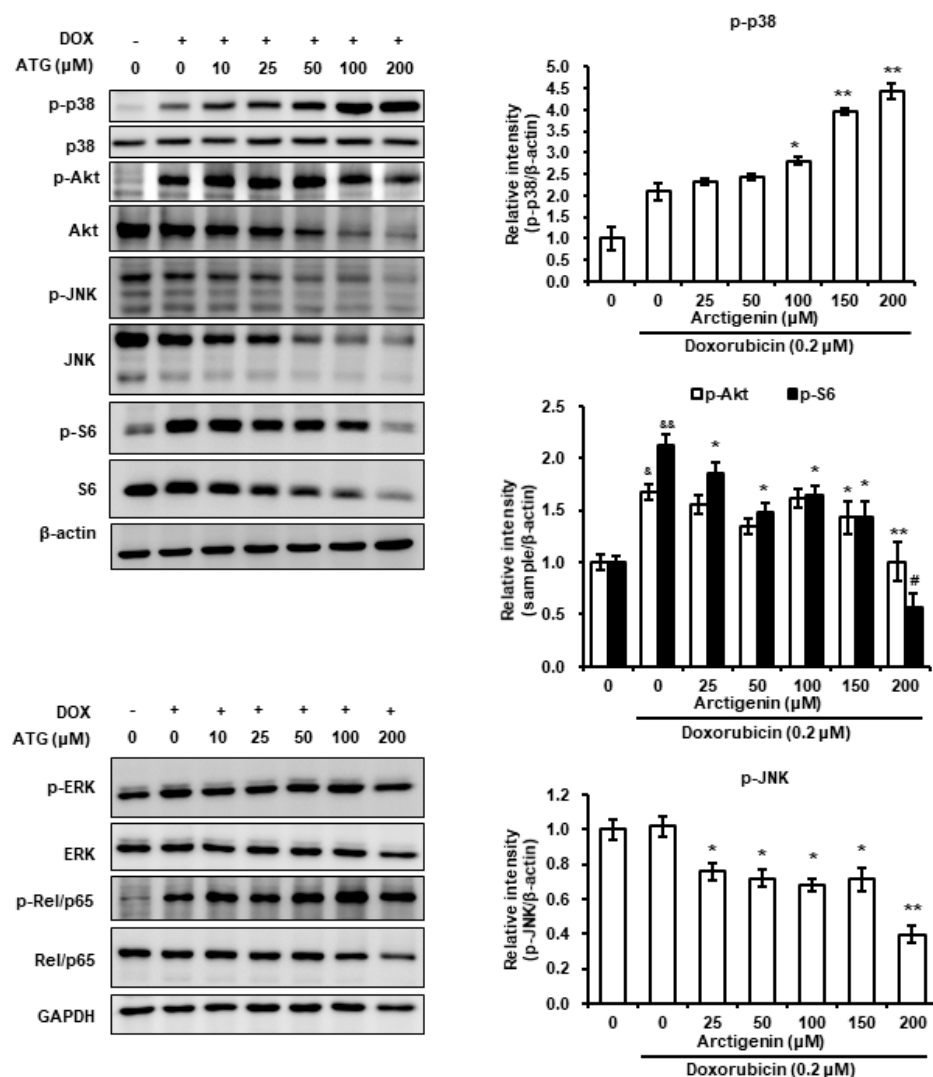 DOX - + + + + + +
ATG (µM) 0 0 10 25 50 100 200
p-p38
p38
p-Akt
Akt
p-JNK
JNK
p-S6
S6
β-actin
DOX - + + + + + +
ATG (µM) 0 0 10 25 50 100 200
p-ERK
ERK
p-Rel/p65
Rel/p65
GAPDH
p-p38
Relative intensity
(p-p38/β-actin)
5.0
4.5
4.0
3.5
3.0
2.5
2.0
1.5
1.0
0.5
0.0
* ** **
0 0 25 50 100 150 200
Arctigenin (µM)
Doxorubicin (0.2 µM)
p-Akt p-S6
Relative intensity
(sample/β-actin)
2.5
2.0
1.5
1.0
0.5
0.0
& && * * * * * ** #
0 0 25 50 100 150 200
Arctigenin (µM)
Doxorubicin (0.2 µM)
p-JNK
Relative intensity
(p-JNK/β-actin)
1.2
1.0
0.8
0.6
0.4
0.2
0.0
* * * * **
0 0 25 50 100 150 200
Arctigenin (µM)
Doxorubicin (0.2 µM)